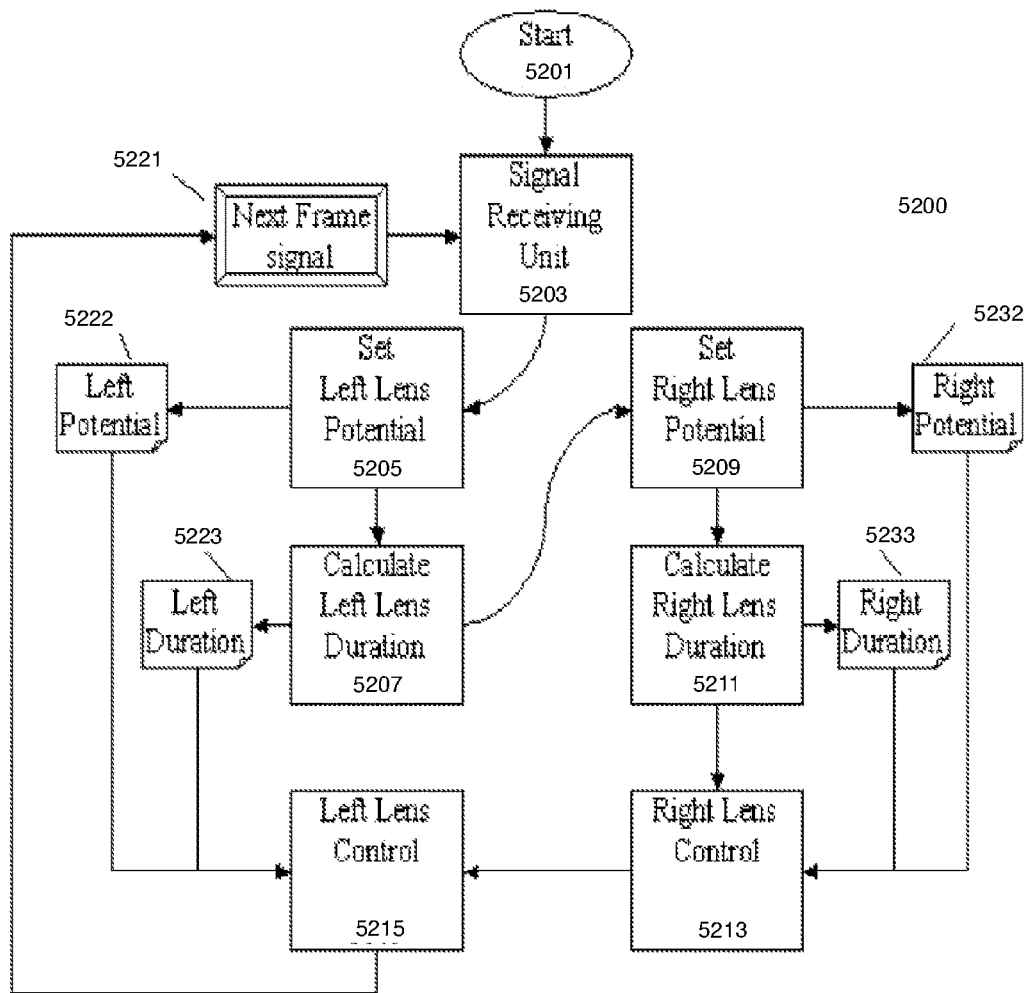 Start
5201
5221
Next Frame
signal
Signal
Receiving
Unit
5203
5200
5222
Left
Potential
Set
Left Lens
Potential
5205
Set
Right Lens
Potential
5209
5232
Right
Potential
5223
Left
Duration
Calculate
Left Lens
Duration
5207
Calculate
Right Lens
Duration
5211
5233
Right
Duration
Left Lens
Control
5215
Right Lens
Control
5213